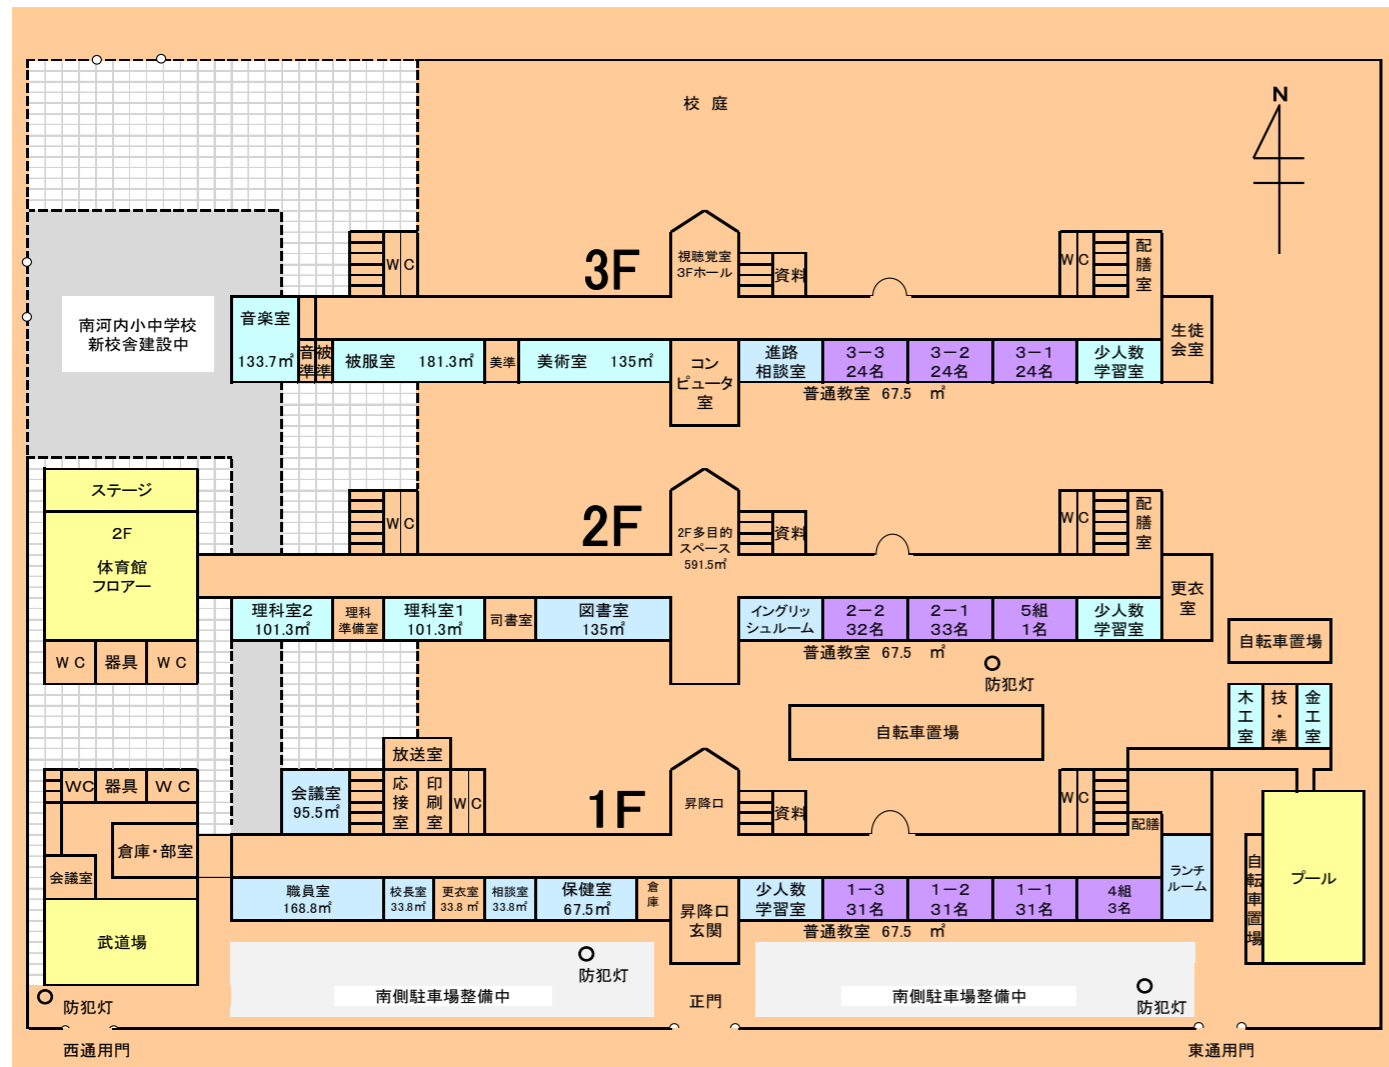 校 庭
N
3F
W C
視聴覚室
3Fホール
資料
W C
配
膳
室
南河内小中学校
新校舎建設中
音楽室
133.7㎡
音
準
被
準
被服室 181.3㎡
美準
美術室 135㎡
コン
ピュータ
室
進路
相談室
3－3
24名
3－2
24名
3－1
24名
少人数
学習室
生徒
会室
普通教室 67.5 ㎡
ステージ
2F
体育館
フロアー
W C
器具
W C
2F
W C
2F多目的
スペース
591.5㎡
資料
W C
配
膳
室
理科室2
101.3㎡
理科
準備室
理科室1
101.3㎡
司書室
図書室
135㎡
イングリッ
シュルーム
2－2
32名
2－1
33名
5組
1名
少人数
学習室
更衣
室
普通教室 67.5 ㎡
防犯灯
自転車置場
自転車置場
木
工
室
技
・
準
金
工
室
放送室
WC
器具
W C
会議室
95.5㎡
応
接
室
印
刷
室
W C
1F
昇降口
資料
W C
配膳
倉庫・部室
会議室
武道場
職員室
168.8㎡
校長室
33.8㎡
更衣室
33.8 ㎡
相談室
33.8㎡
保健室
67.5㎡
倉
庫
昇降口
玄関
少人数
学習室
1－3
31名
1－2
31名
1－1
31名
4組
3名
ランチ
ルーム
自
転
車
置
場
プール
普通教室 67.5 ㎡
防犯灯
南側駐車場整備中
正門
南側駐車場整備中
防犯灯
防犯灯
西通用門
東通用門